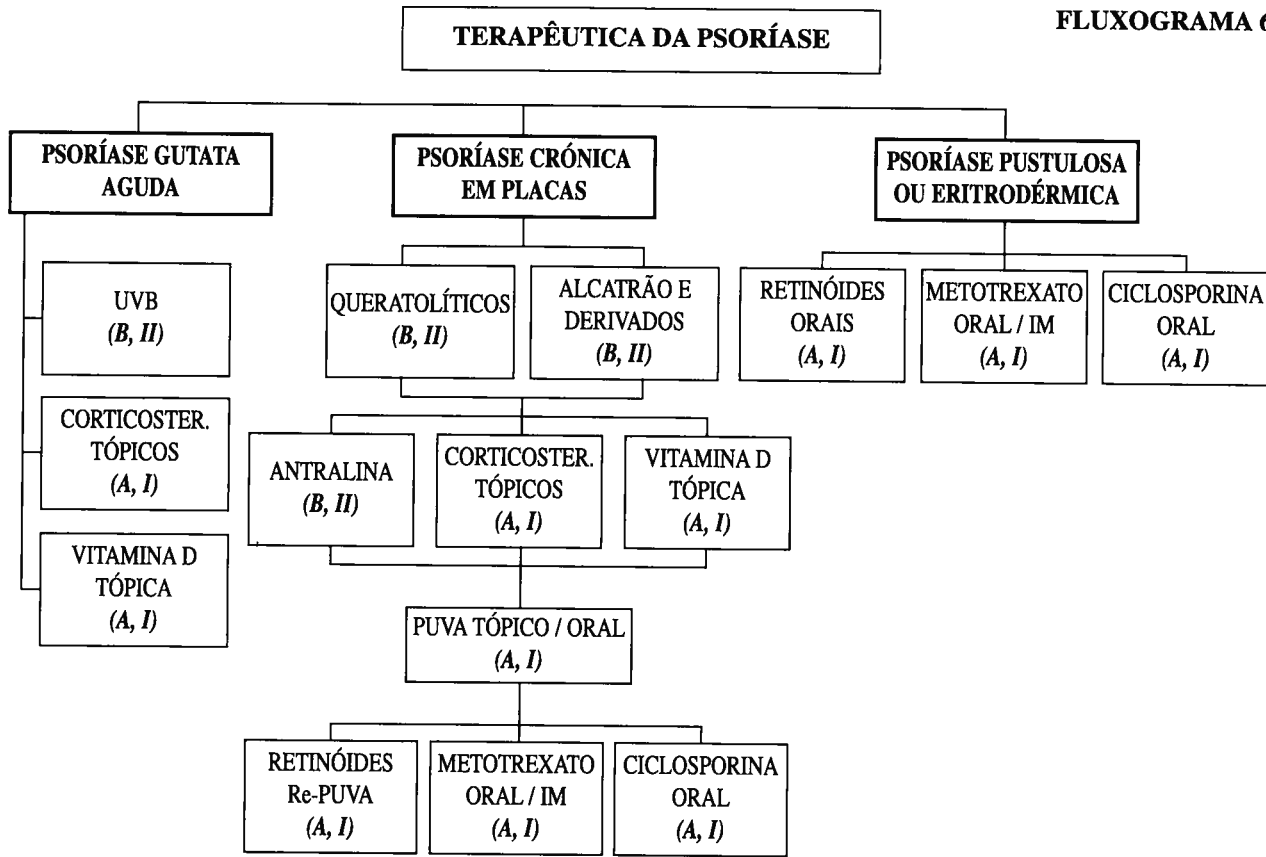 FLUXOGRAMA 6
TERAPÊUTICA DA PSORÍASE
PSORÍASE GUTATA
AGUDA
UVB
(B, II)
CORTICOSTER.
TÓPICOS
(A, I)
VITAMINA D
TÓPICA
(A, I)
PSORÍASE CRÓNICA
EM PLACAS
QUERATOLÍTICOS
(B, II)
ALCATRÃO E
DERIVADOS
(B, II)
ANTRALINA
(B, II)
CORTICOSTER.
TÓPICOS
(A, I)
VITAMINA D
TÓPICA
(A, I)
PUVA TÓPICO / ORAL
(A, I)
RETINÓIDES
Re-PUVA
(A, I)
METOTREXATO
ORAL / IM
(A, I)
CICLOSPORINA
ORAL
(A, I)
PSORÍASE PUSTULOSA
OU ERITRODÉRMICA
RETINÓIDES
ORAIS
(A, I)
METOTREXATO
ORAL / IM
(A, I)
CICLOSPORINA
ORAL
(A, I)